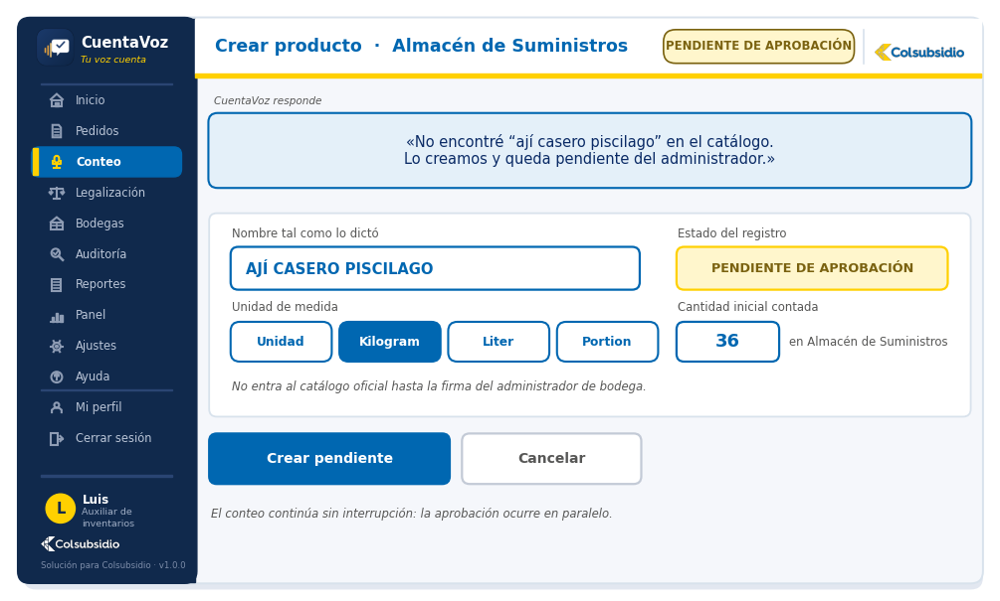 CuentaVoz
Tu voz cuenta
Inicio
Pedidos
Conteo
Legalización
Bodegas
Auditoría
Reportes
Panel
Ajustes
Ayuda
Mi perfil
Cerrar sesión
L
Luis
Auxiliar de
inventarios
Colsubsidio
Solución para Colsubsidio · v1.0.0
Crear producto · Almacén de Suministros
PENDIENTE DE APROBACIÓN
Colsubsidio
CuentaVoz responde
«No encontré “ají casero piscilago” en el catálogo.
Lo creamos y queda pendiente del administrador.»
Nombre tal como lo dictó
AJÍ CASERO PISCILAGO
Estado del registro
PENDIENTE DE APROBACIÓN
Unidad de medida
Unidad
Kilogram
Liter
Portion
Cantidad inicial contada
36
en Almacén de Suministros
No entra al catálogo oficial hasta la firma del administrador de bodega.
Crear pendiente
Cancelar
El conteo continúa sin interrupción: la aprobación ocurre en paralelo.